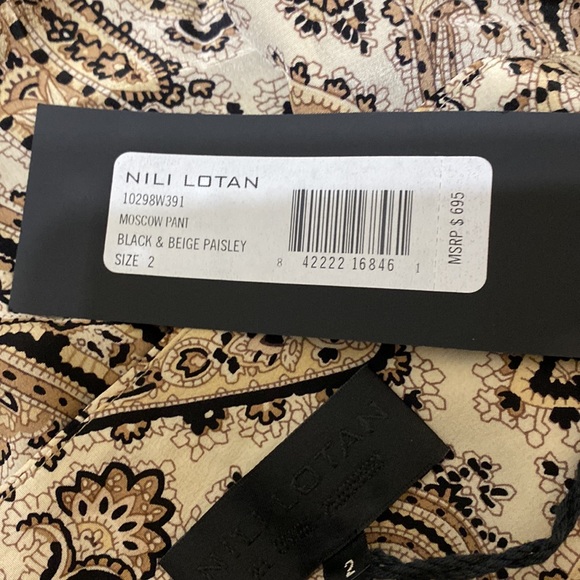 NILI LOTAN
10298W391
MOSCOW PANT
BLACK & BEIGE PAISLEY
SIZE 2
8 42222 16846 1
MSRP $ 695
NILI LOTAN
2